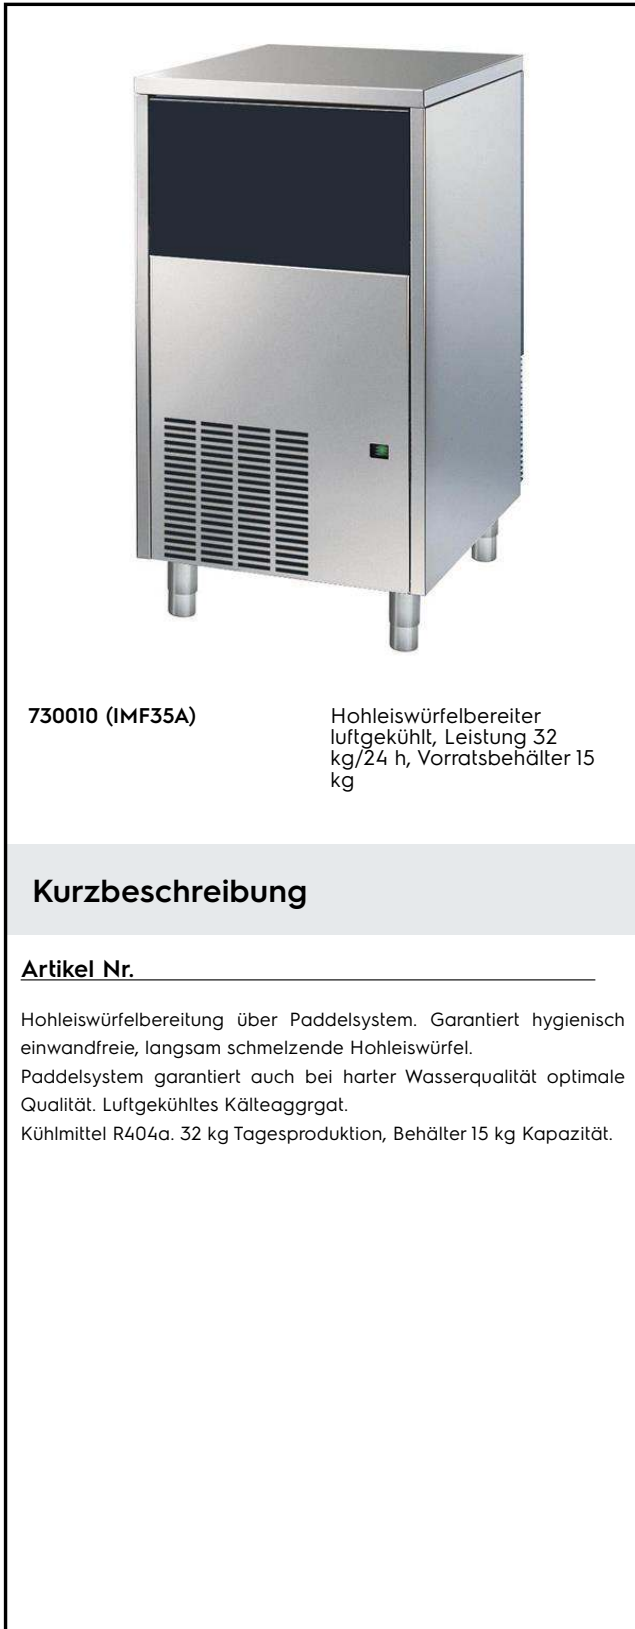 730010 (IMF35A)
Hohleiswürfelbereiter
luftgekühlt, Leistung 32
kg/24 h, Vorratsbehälter 15
kg
Kurzbeschreibung
Artikel Nr.
Hohleiswürfelbereitung über Paddelsystem. Garantiert hygienisch
einwandfreie, langsam schmelzende Hohleiswürfel.
Paddelsystem garantiert auch bei harter Wasserqualität optimale
Qualität. Luftgekühltes Kälteaggrgat.
Kühlmittel R404a. 32 kg Tagesproduktion, Behälter 15 kg Kapazität.